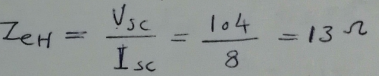 ZeH = Vsc / Isc = 104 / 8 = 13 Ω